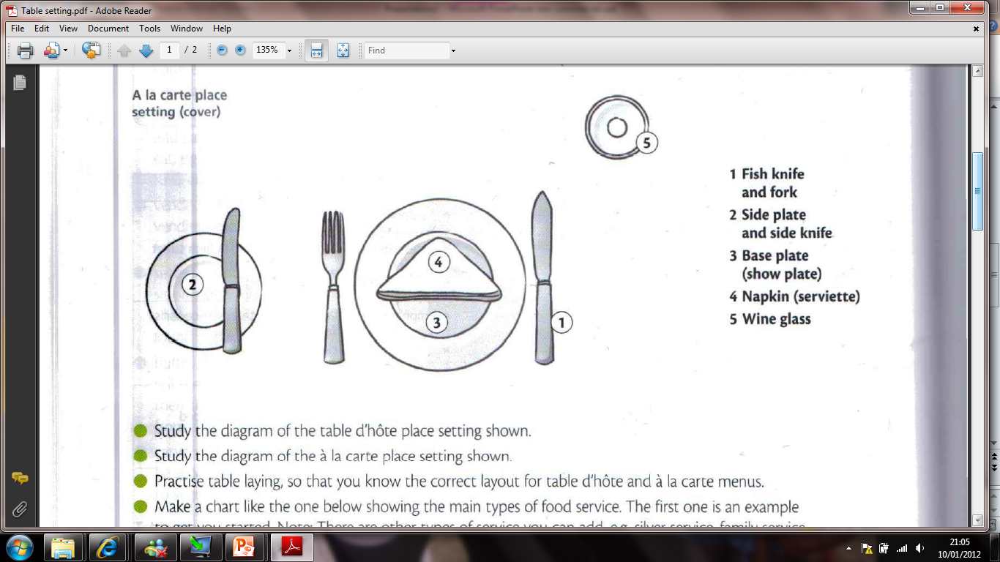 Table setting.pdf - Adobe Reader
File Edit View Document Tools Window Help
1 / 2 135% Find
A la carte place
setting (cover)
5
1 Fish knife
and fork
2 Side plate
and side knife
3 Base plate
(show plate)
4 Napkin (serviette)
5 Wine glass
4
2
3
1
Study the diagram of the table d'hôte place setting shown.
Study the diagram of the à la carte place setting shown.
Practise table laying, so that you know the correct layout for table d'hôte and à la carte menus.
Make a chart like the one below showing the main types of food service. The first one is an example
to get you started. Note: There are other types of service you can add, e.g. silver service, family service
21:05
10/01/2012